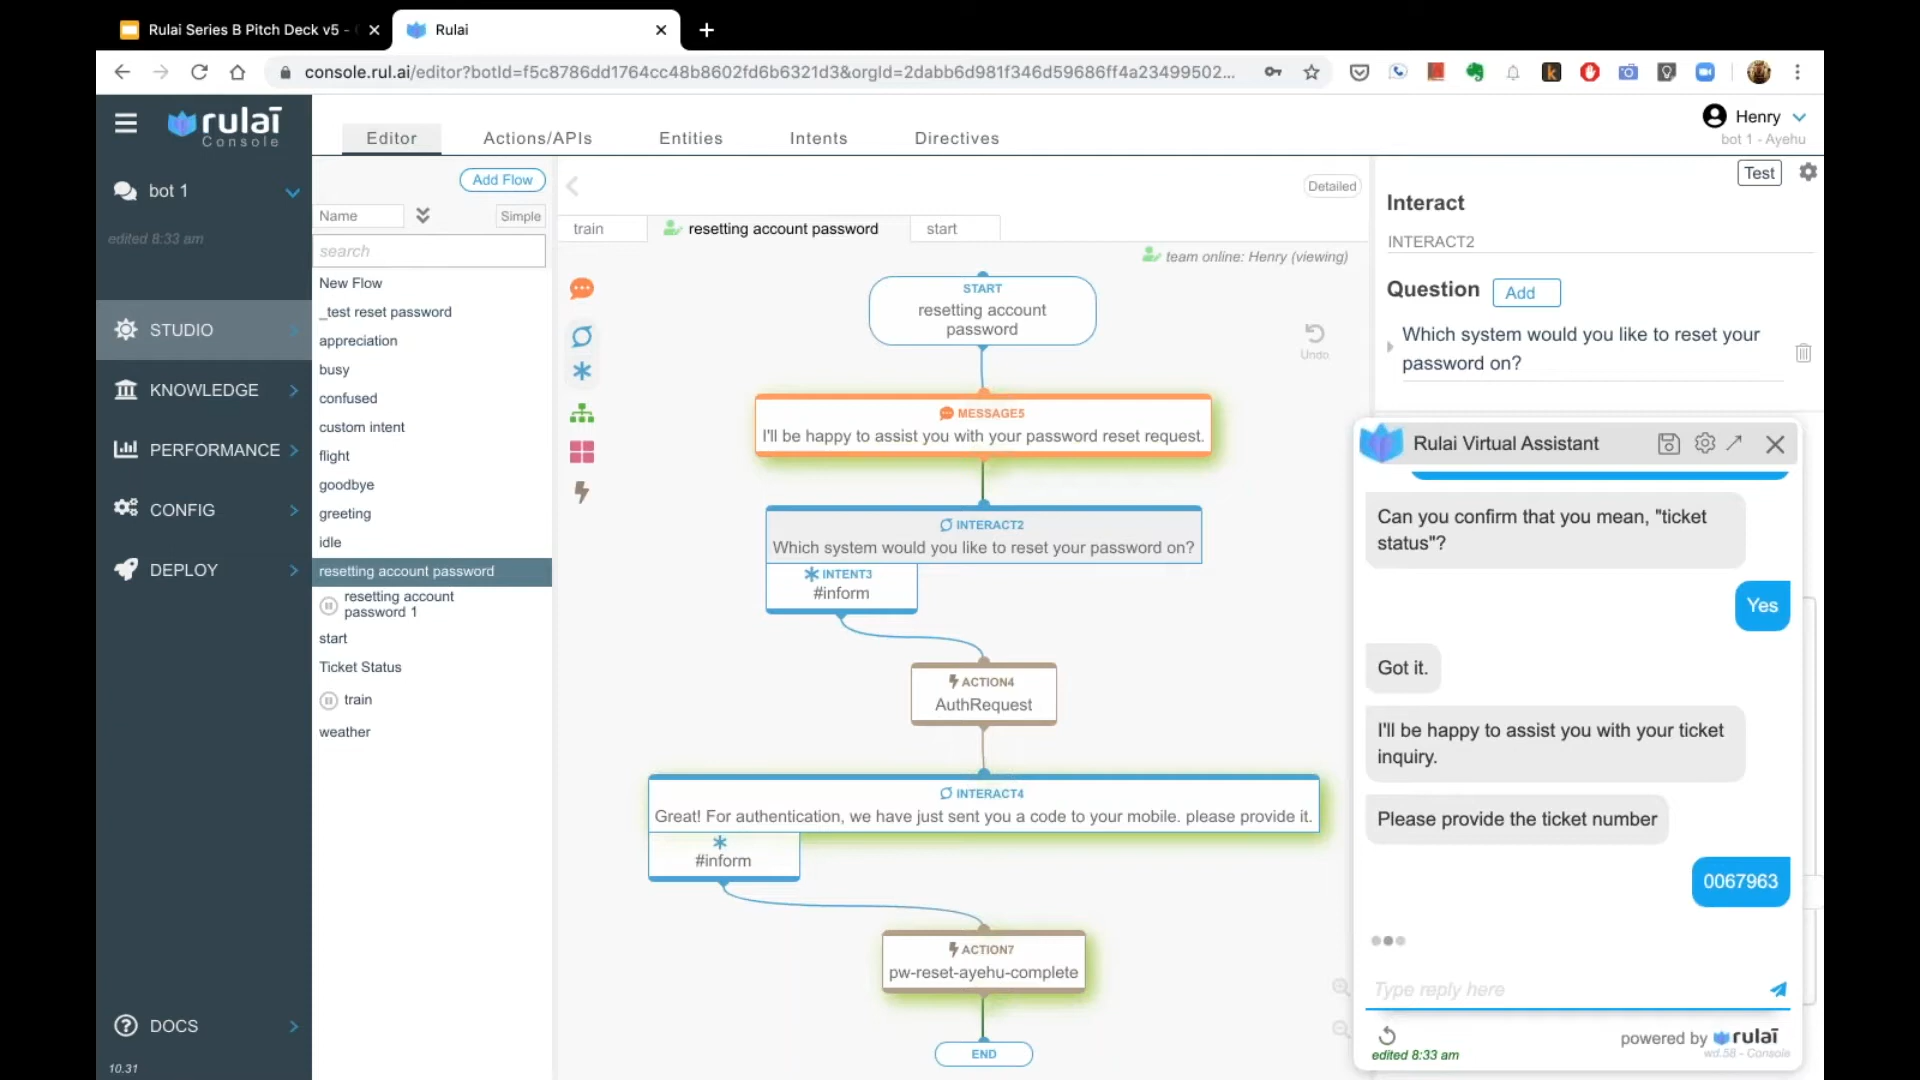 Rulai Series B Pitch Deck v5 -
Rulai
console.rul.ai/editor?botId=f5c8786dd1764cc48b8602fd6b6321d3&orgId=2dabb6d981f346d59686ff4a23499502...
rulai
Console
bot 1
edited 8:33 am
STUDIO
KNOWLEDGE
PERFORMANCE
CONFIG
DEPLOY
DOCS
10.31
Editor
Actions/APIs
Entities
Intents
Directives
Henry
bot 1 - Ayehu
Add Flow
Name
Simple
search
New Flow
_test reset password
appreciation
busy
confused
custom intent
flight
goodbye
greeting
idle
resetting account password
resetting account
password 1
start
Ticket Status
train
weather
Detailed
train
resetting account password
start
team online: Henry (viewing)
Undo
START
resetting account
password
MESSAGE5
I'll be happy to assist you with your password reset request.
INTERACT2
Which system would you like to reset your password on?
INTENT3
#inform
ACTION4
AuthRequest
INTERACT4
Great! For authentication, we have just sent you a code to your mobile. please provide it.
#inform
ACTION7
pw-reset-ayehu-complete
END
Test
Interact
INTERACT2
Question
Add
Which system would you like to reset your
password on?
Rulai Virtual Assistant
Can you confirm that you mean, "ticket
status"?
Yes
Got it.
I'll be happy to assist you with your ticket
inquiry.
Please provide the ticket number
0067963
Type reply here
edited 8:33 am
powered by rulai
wd.58 - Console